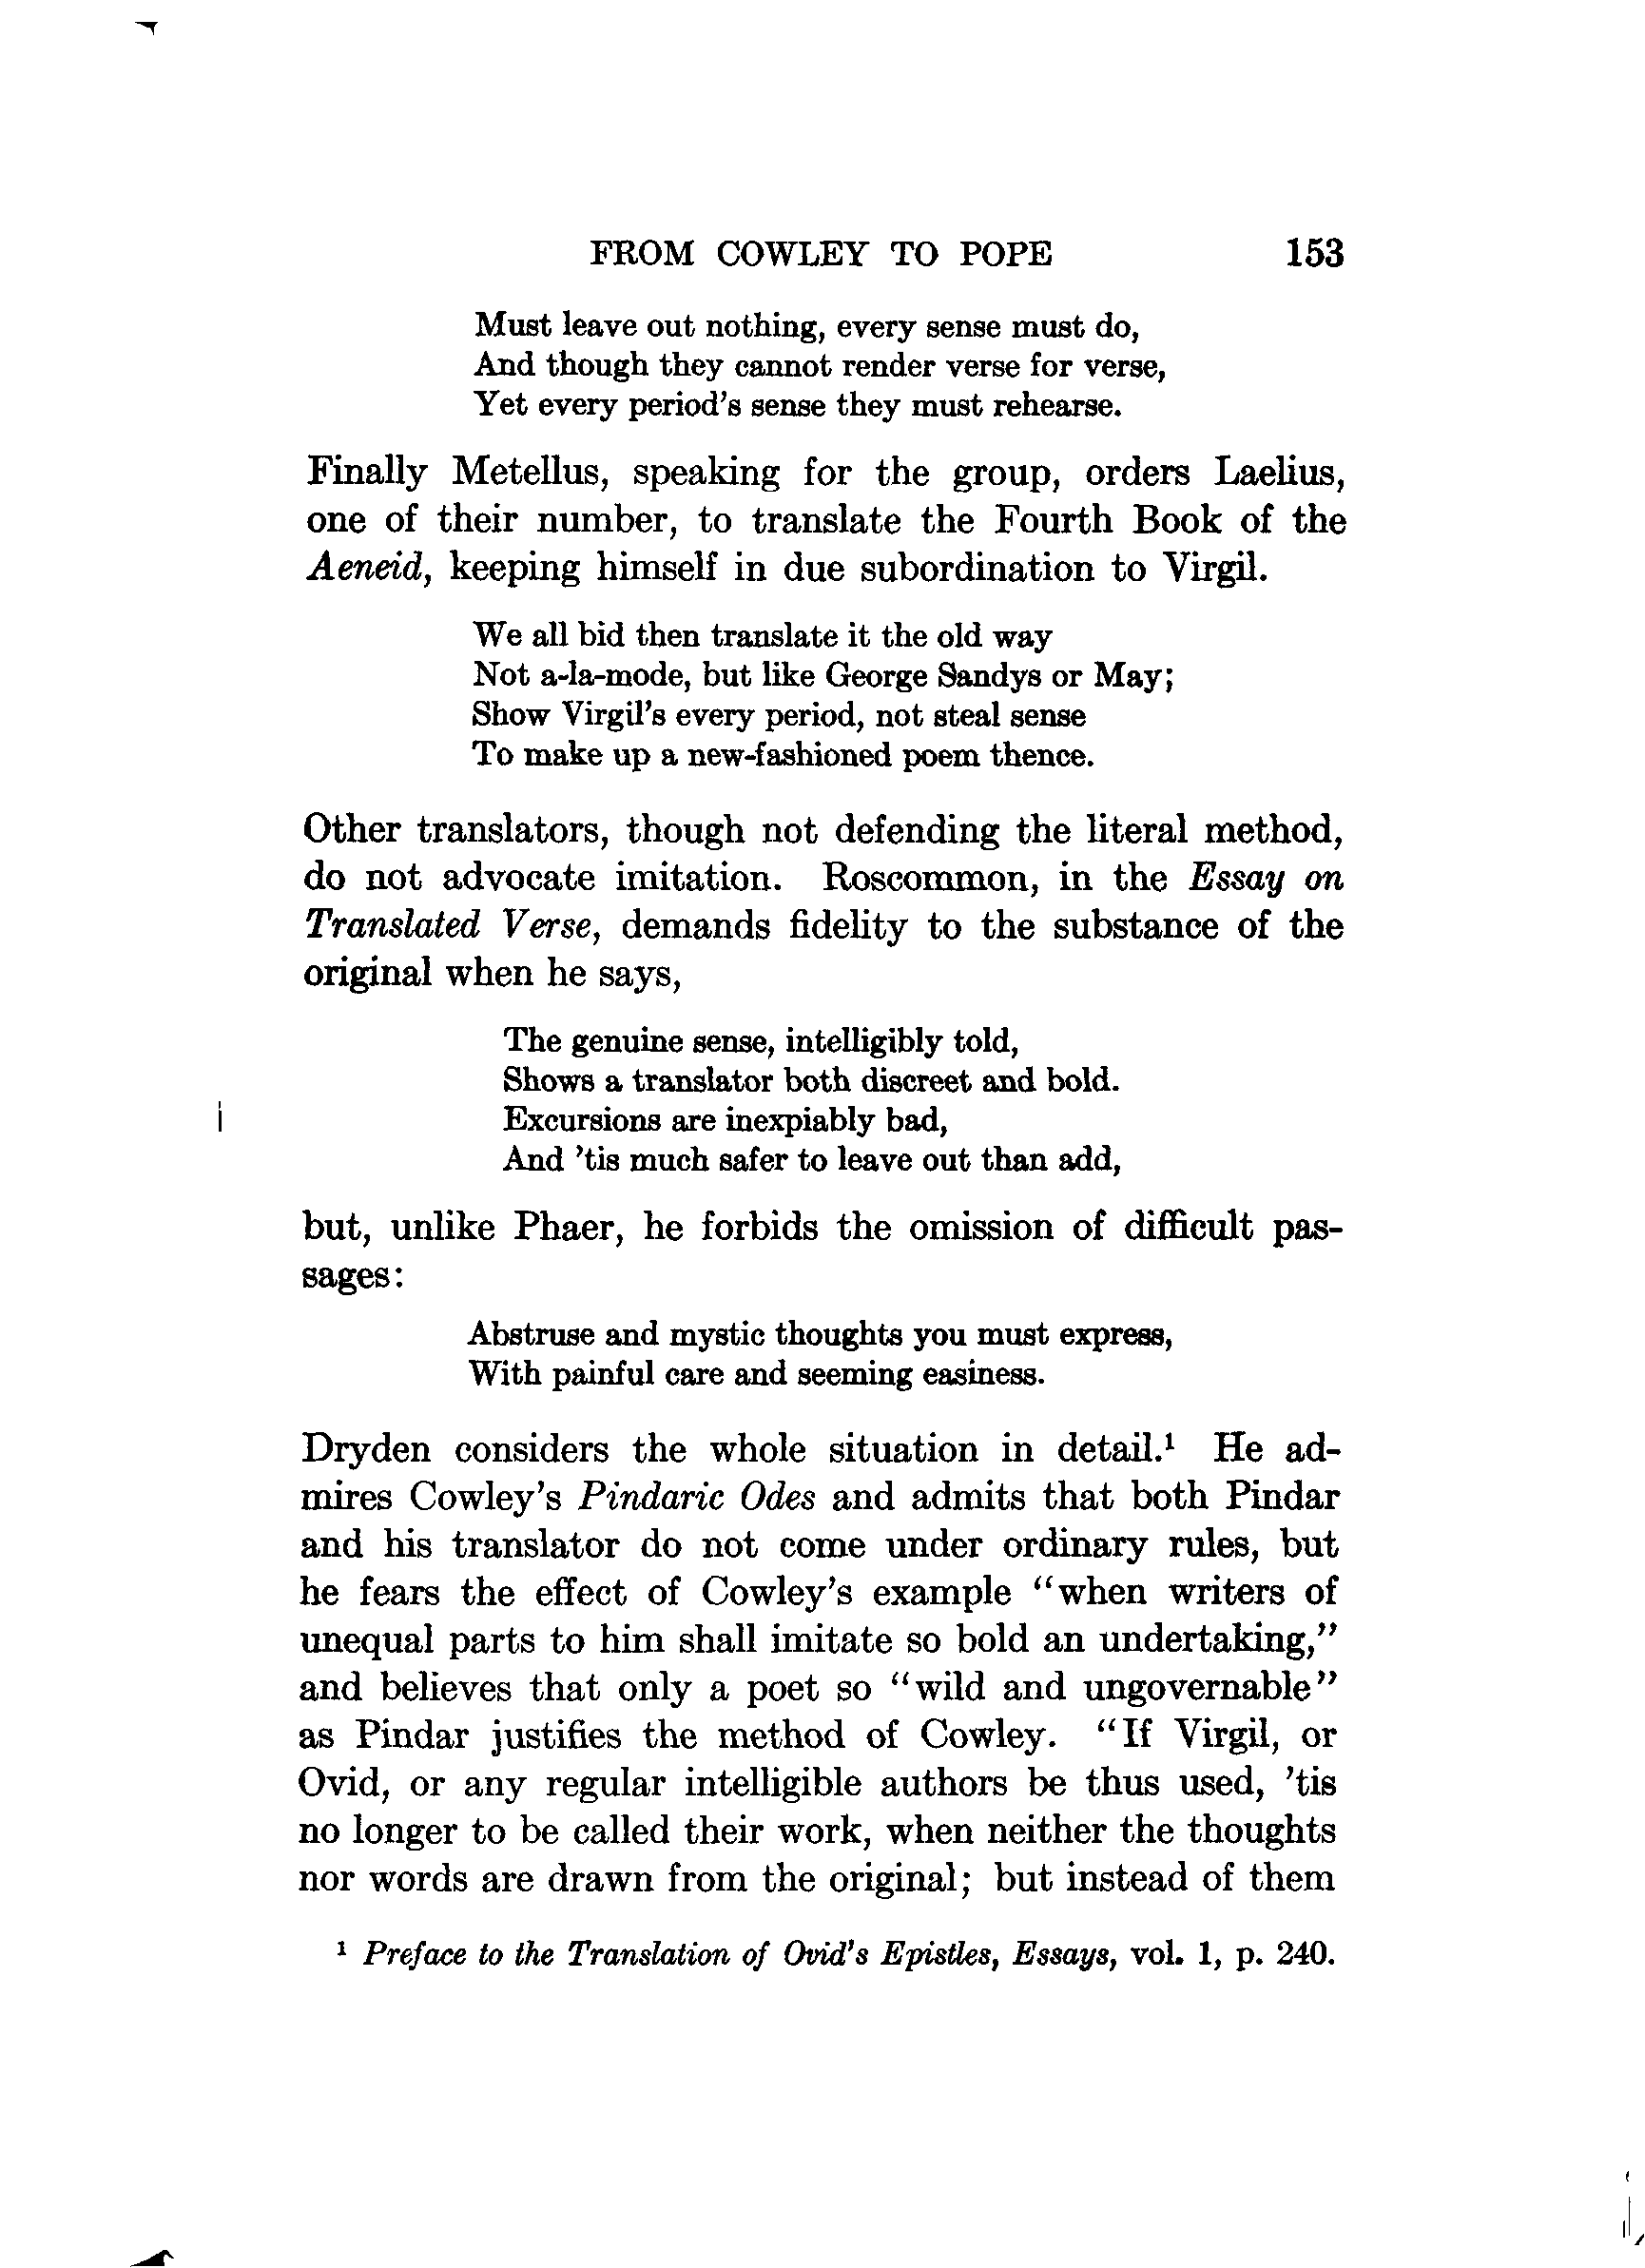 FROM COWLEY TO POPE 153
Must leave out nothing, every sense must do,
And though they cannot render verse for verse,
Yet every period's sense they must rehearse.
Finally Metellus, speaking for the group, orders Laelius,
one of their number, to translate the Fourth Book of the
Aeneid, keeping himself in due subordination to Virgil.
We all bid then translate it the old way
Not a-la-mode, but like George Sandys or May;
Show Virgil's every period, not steal sense
To make up a new-fashioned poem thence.
Other translators, though not defending the literal method,
do not advocate imitation. Roscommon, in the Essay on
Translated Verse, demands fidelity to the substance of the
original when he says,
The genuine sense, intelligibly told,
Shows a translator both discreet and bold.
Excursions are inexpiably bad,
And 'tis much safer to leave out than add,
but, unlike Phaer, he forbids the omission of difficult pas-
sages:
Abstruse and mystic thoughts you must express,
With painful care and seeming easiness.
Dryden considers the whole situation in detail.¹ He ad-
mires Cowley's Pindaric Odes and admits that both Pindar
and his translator do not come under ordinary rules, but
he fears the effect of Cowley's example "when writers of
unequal parts to him shall imitate so bold an undertaking,"
and believes that only a poet so "wild and ungovernable"
as Pindar justifies the method of Cowley. "If Virgil, or
Ovid, or any regular intelligible authors be thus used, 'tis
no longer to be called their work, when neither the thoughts
nor words are drawn from the original; but instead of them
¹ Preface to the Translation of Ovid's Epistles, Essays, vol. 1, p. 240.